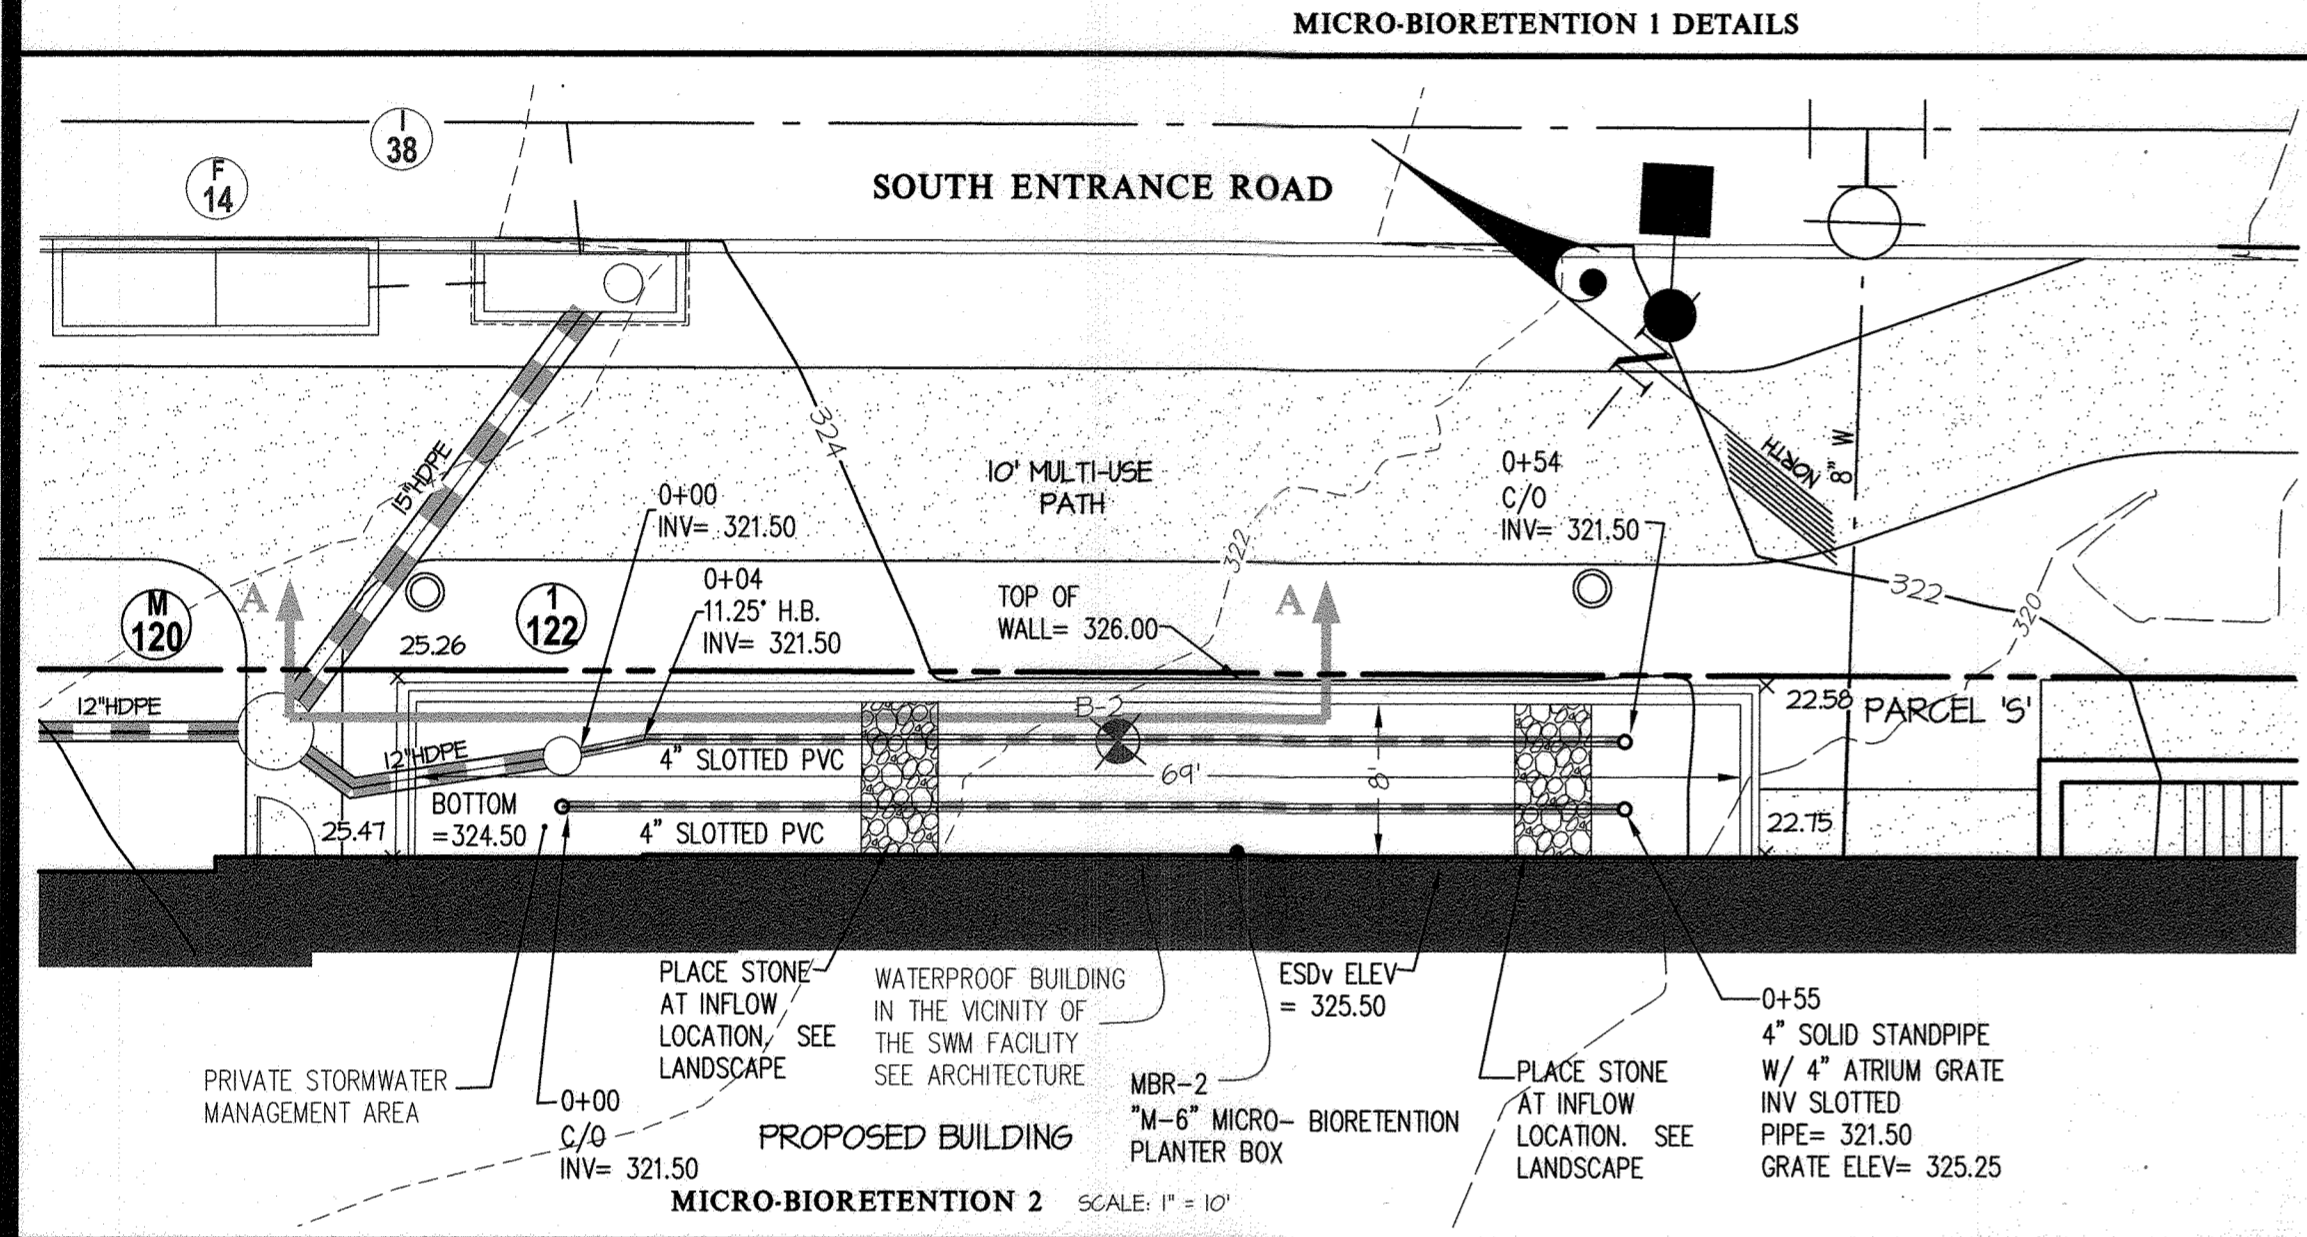 MICRO-BIORETENTION 1 DETAILS
I
38
F
14
SOUTH ENTRANCE ROAD
15"HDPE
324
10' MULTI-USE
PATH
0+00
INV= 321.50
0+54
C/O
INV= 321.50
NORTH
8" W
322
0+04
11.25° H.B.
INV= 321.50
TOP OF
WALL= 326.00
A
A
M
120
1
122
25.26
322
320
12"HDPE
B-2
22.58
PARCEL 'S'
12"HDPE
4" SLOTTED PVC
69'
8'
BOTTOM
=324.50
25.47
4" SLOTTED PVC
22.75
PLACE STONE
AT INFLOW
LOCATION, SEE
LANDSCAPE
WATERPROOF BUILDING
IN THE VICINITY OF
THE SWM FACILITY
SEE ARCHITECTURE
ESDv ELEV
= 325.50
0+55
4" SOLID STANDPIPE
W/ 4" ATRIUM GRATE
INV SLOTTED
PIPE= 321.50
GRATE ELEV= 325.25
PRIVATE STORMWATER
MANAGEMENT AREA
0+00
C/O
INV= 321.50
PROPOSED BUILDING
MBR-2
"M-6" MICRO- BIORETENTION
PLANTER BOX
PLACE STONE
AT INFLOW
LOCATION. SEE
LANDSCAPE
MICRO-BIORETENTION 2 SCALE: 1" = 10'